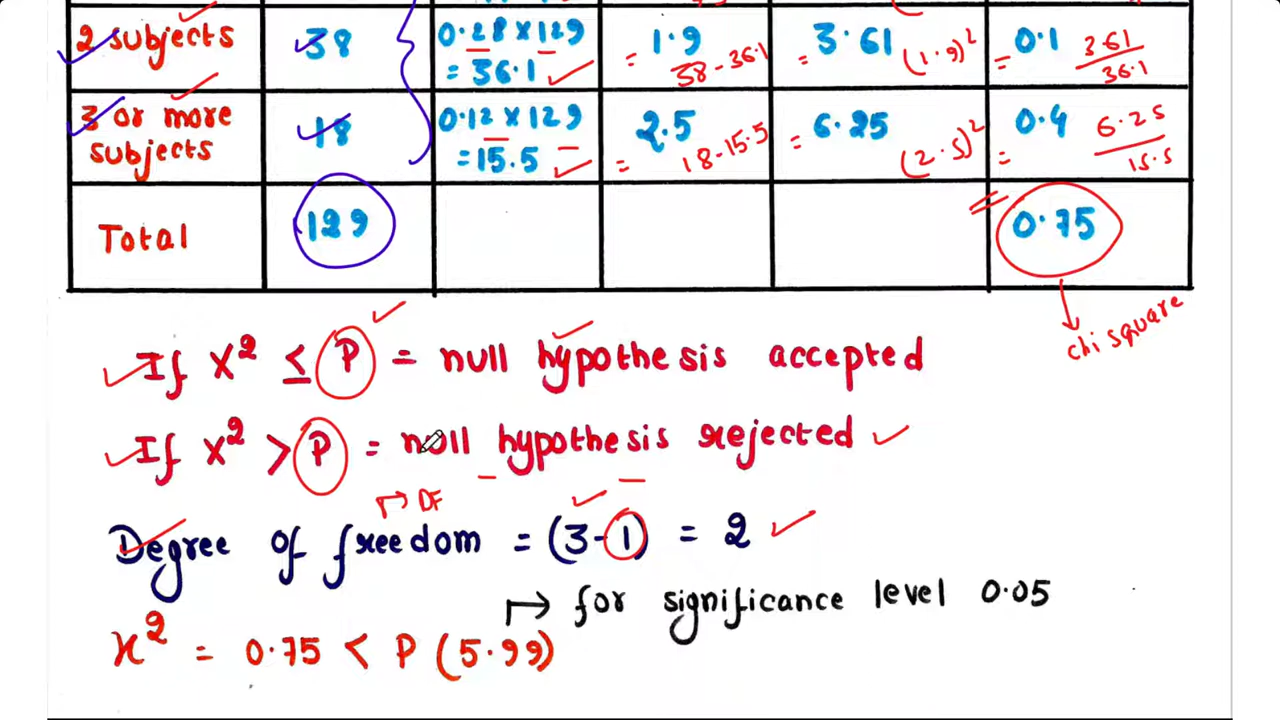 2 subjects 38 0.28 x 129 = 36.1 = 1.9 38-36.1 = 3.61 (1.9)² = 0.1 3.61/36.1
3 or more subjects 18 0.12 x 129 = 15.5 = 2.5 18-15.5 = 6.25 (2.5)² = 0.4 6.25/15.5
Total 129 = 0.75
chi square
If X² ≤ P = null hypothesis accepted
If X² > P = null hypothesis rejected
DF
Degree of freedom = (3-1) = 2
for significance level 0.05
x² = 0.75 < P (5.99)